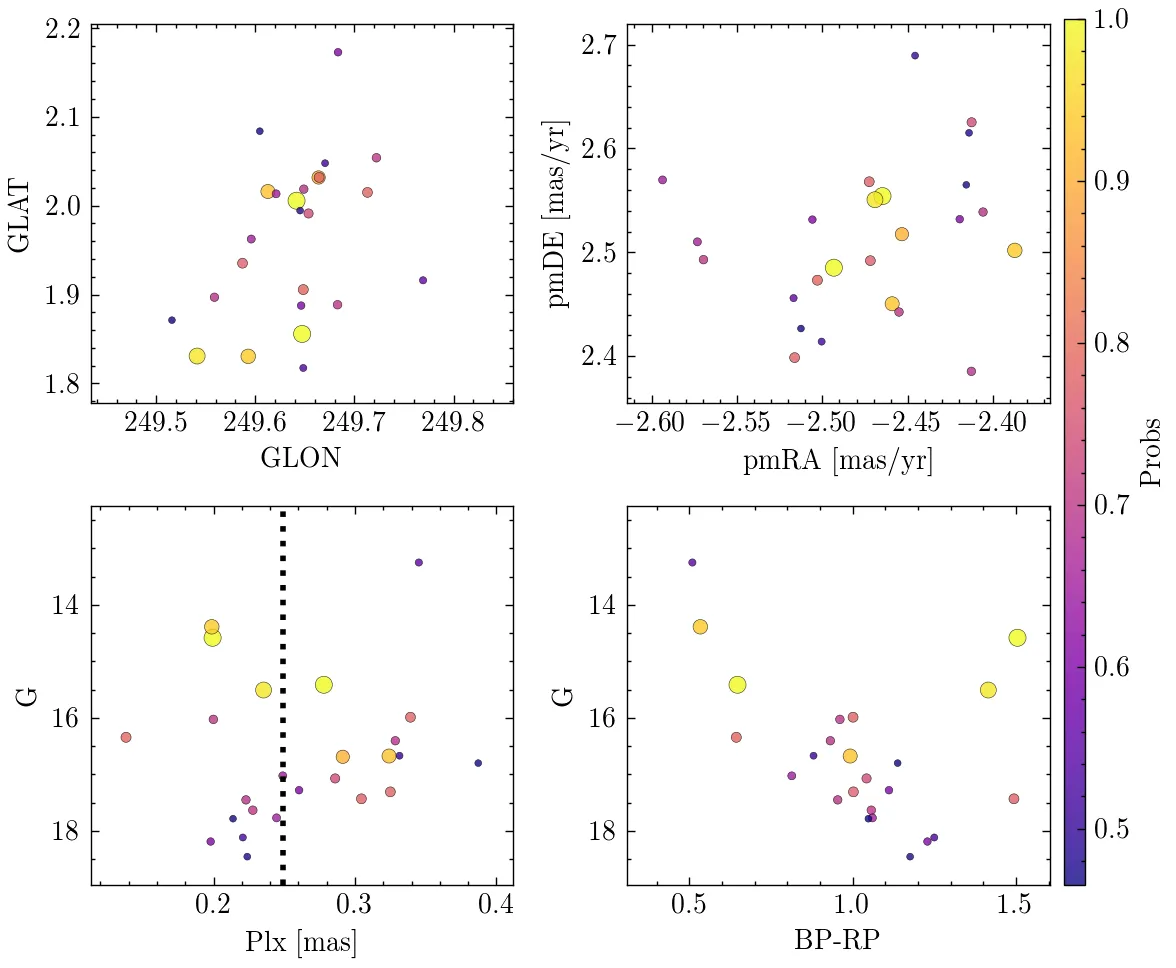 2.2
2.1
2.0
1.9
1.8
GLAT
249.5 249.6 249.7 249.8
GLON
2.7
2.6
2.5
2.4
pmDE [mas/yr]
−2.60 −2.55 −2.50 −2.45 −2.40
pmRA [mas/yr]
14
16
18
G
0.2 0.3 0.4
Plx [mas]
14
16
18
G
0.5 1.0 1.5
BP-RP
1.0
0.9
0.8
0.7
0.6
0.5
Probs